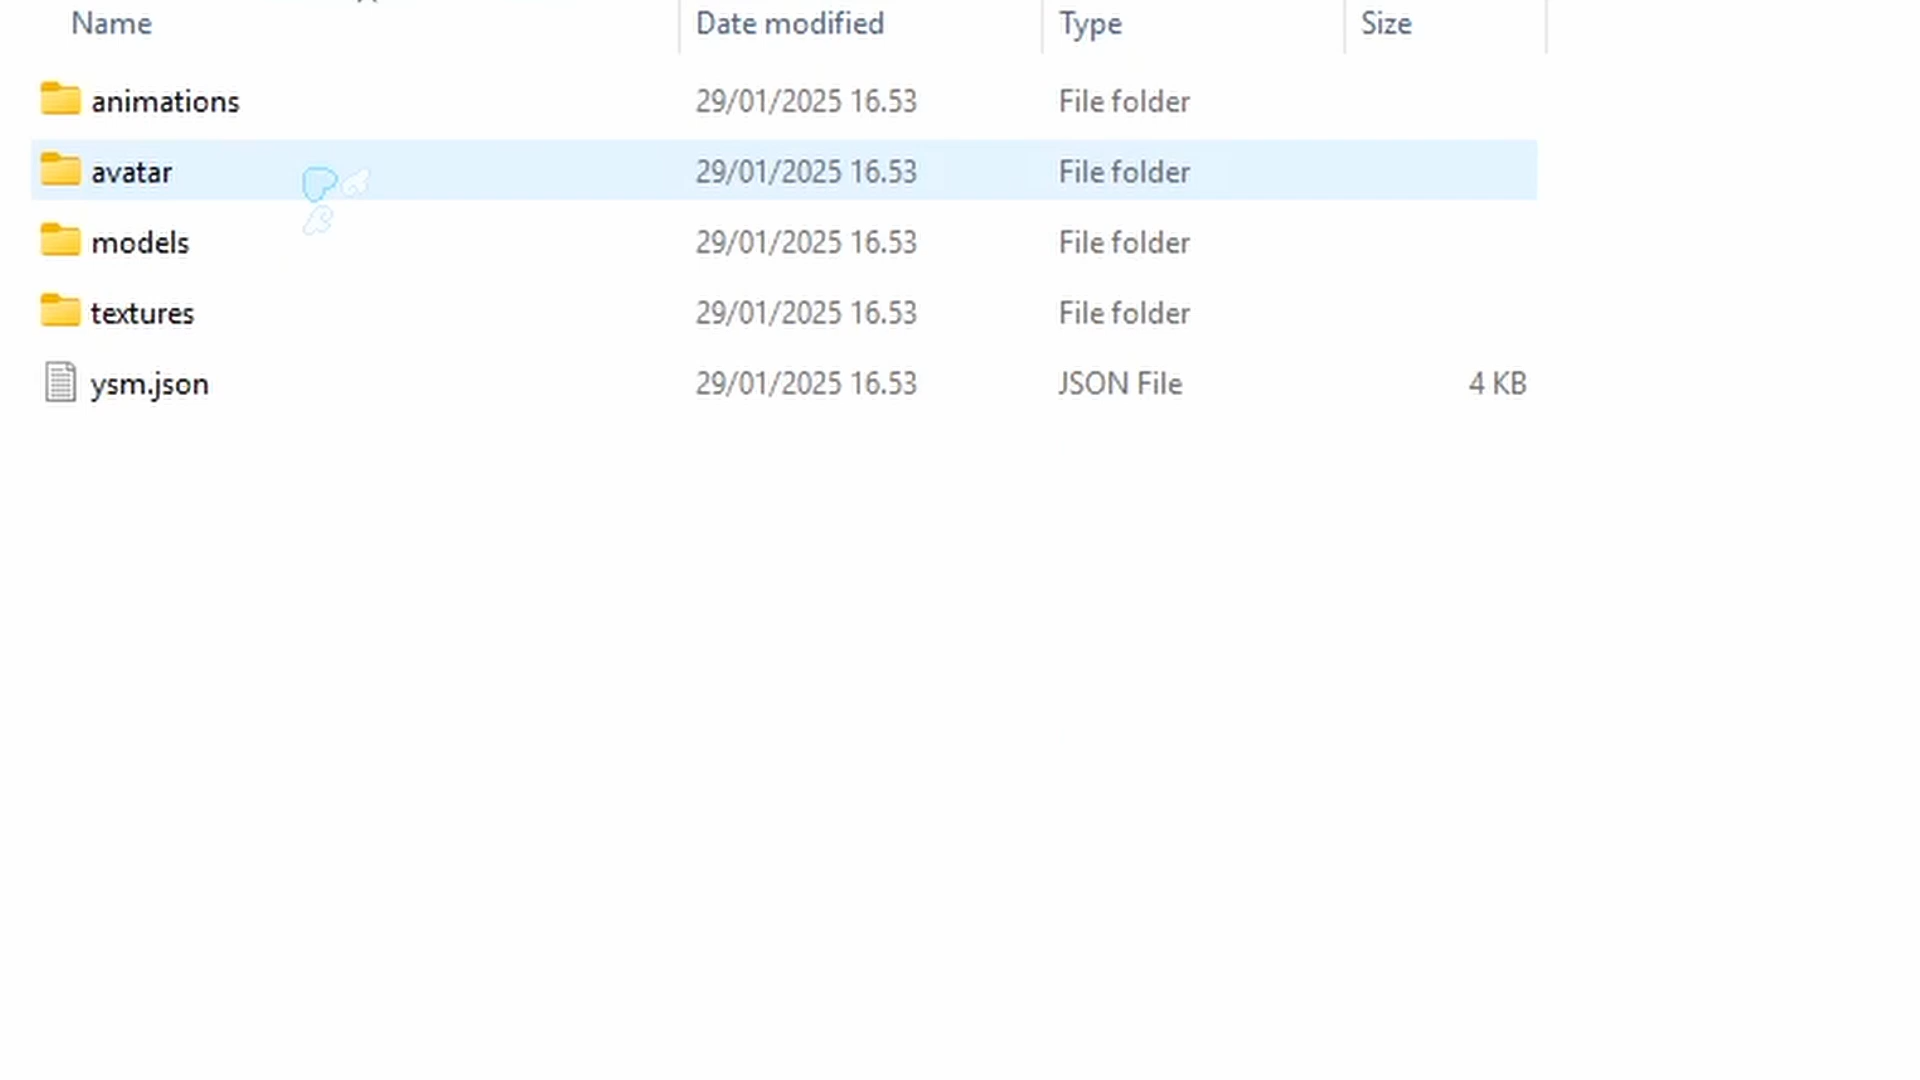 Name Date modified Type Size
animations 29/01/2025 16.53 File folder
avatar 29/01/2025 16.53 File folder
models 29/01/2025 16.53 File folder
textures 29/01/2025 16.53 File folder
ysm.json 29/01/2025 16.53 JSON File 4 KB